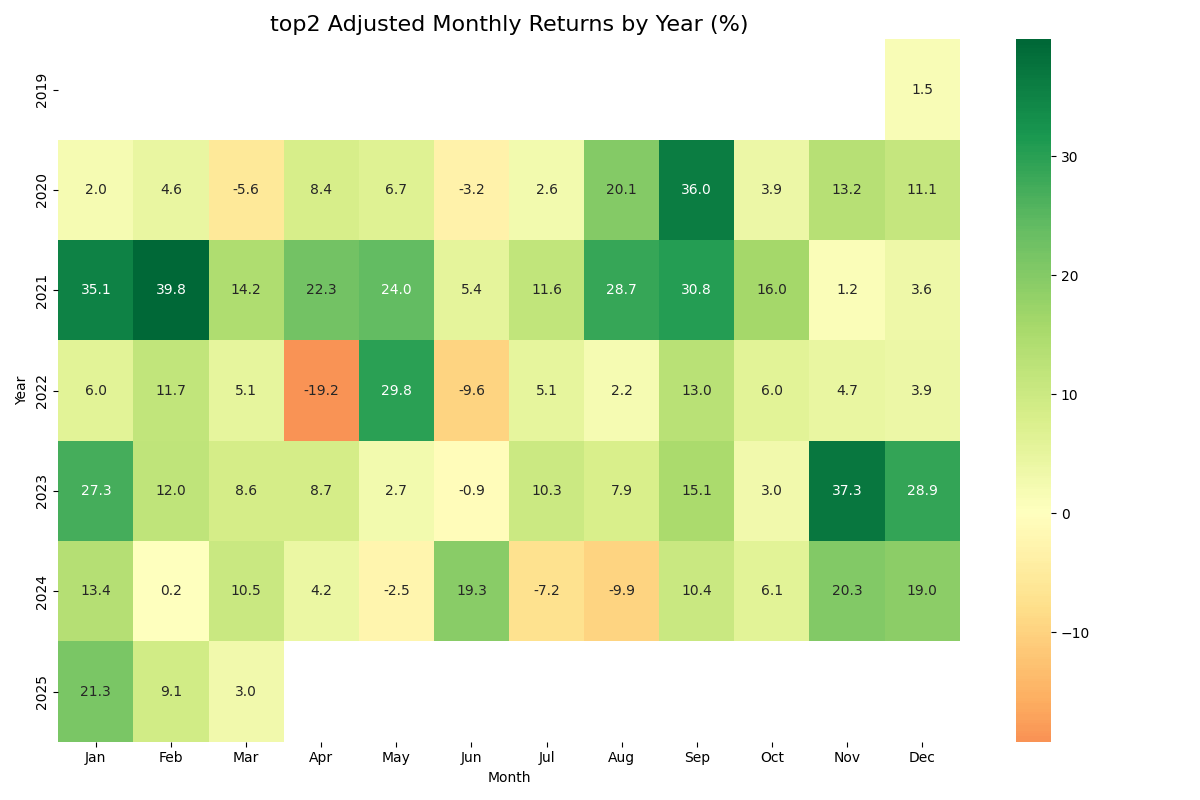 top2 Adjusted Monthly Returns by Year (%)
2019 1.5
2020 2.0 4.6 -5.6 8.4 6.7 -3.2 2.6 20.1 36.0 3.9 13.2 11.1
2021 35.1 39.8 14.2 22.3 24.0 5.4 11.6 28.7 30.8 16.0 1.2 3.6
2022 6.0 11.7 5.1 -19.2 29.8 -9.6 5.1 2.2 13.0 6.0 4.7 3.9
2023 27.3 12.0 8.6 8.7 2.7 -0.9 10.3 7.9 15.1 3.0 37.3 28.9
2024 13.4 0.2 10.5 4.2 -2.5 19.3 -7.2 -9.9 10.4 6.1 20.3 19.0
2025 21.3 9.1 3.0
Year
Jan Feb Mar Apr May Jun Jul Aug Sep Oct Nov Dec
Month
30
20
10
0
−10